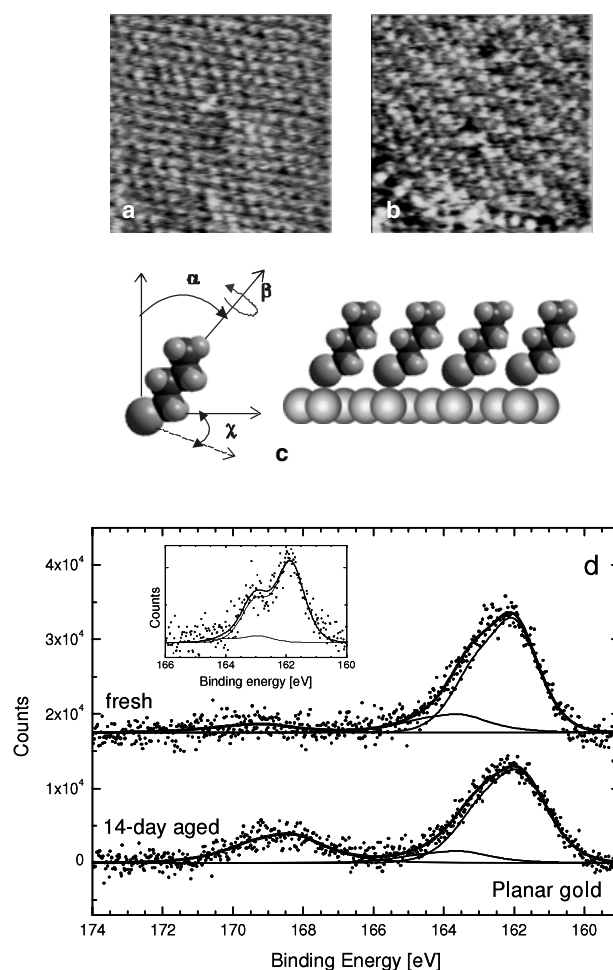 a
b
α
β
χ
c
d
4x10⁴
3x10⁴
2x10⁴
1x10⁴
0
Counts
fresh
14-day aged
Planar gold
174 172 170 168 166 164 162 160
Binding Energy [eV]
Counts
166 164 162 160
Binding energy [eV]